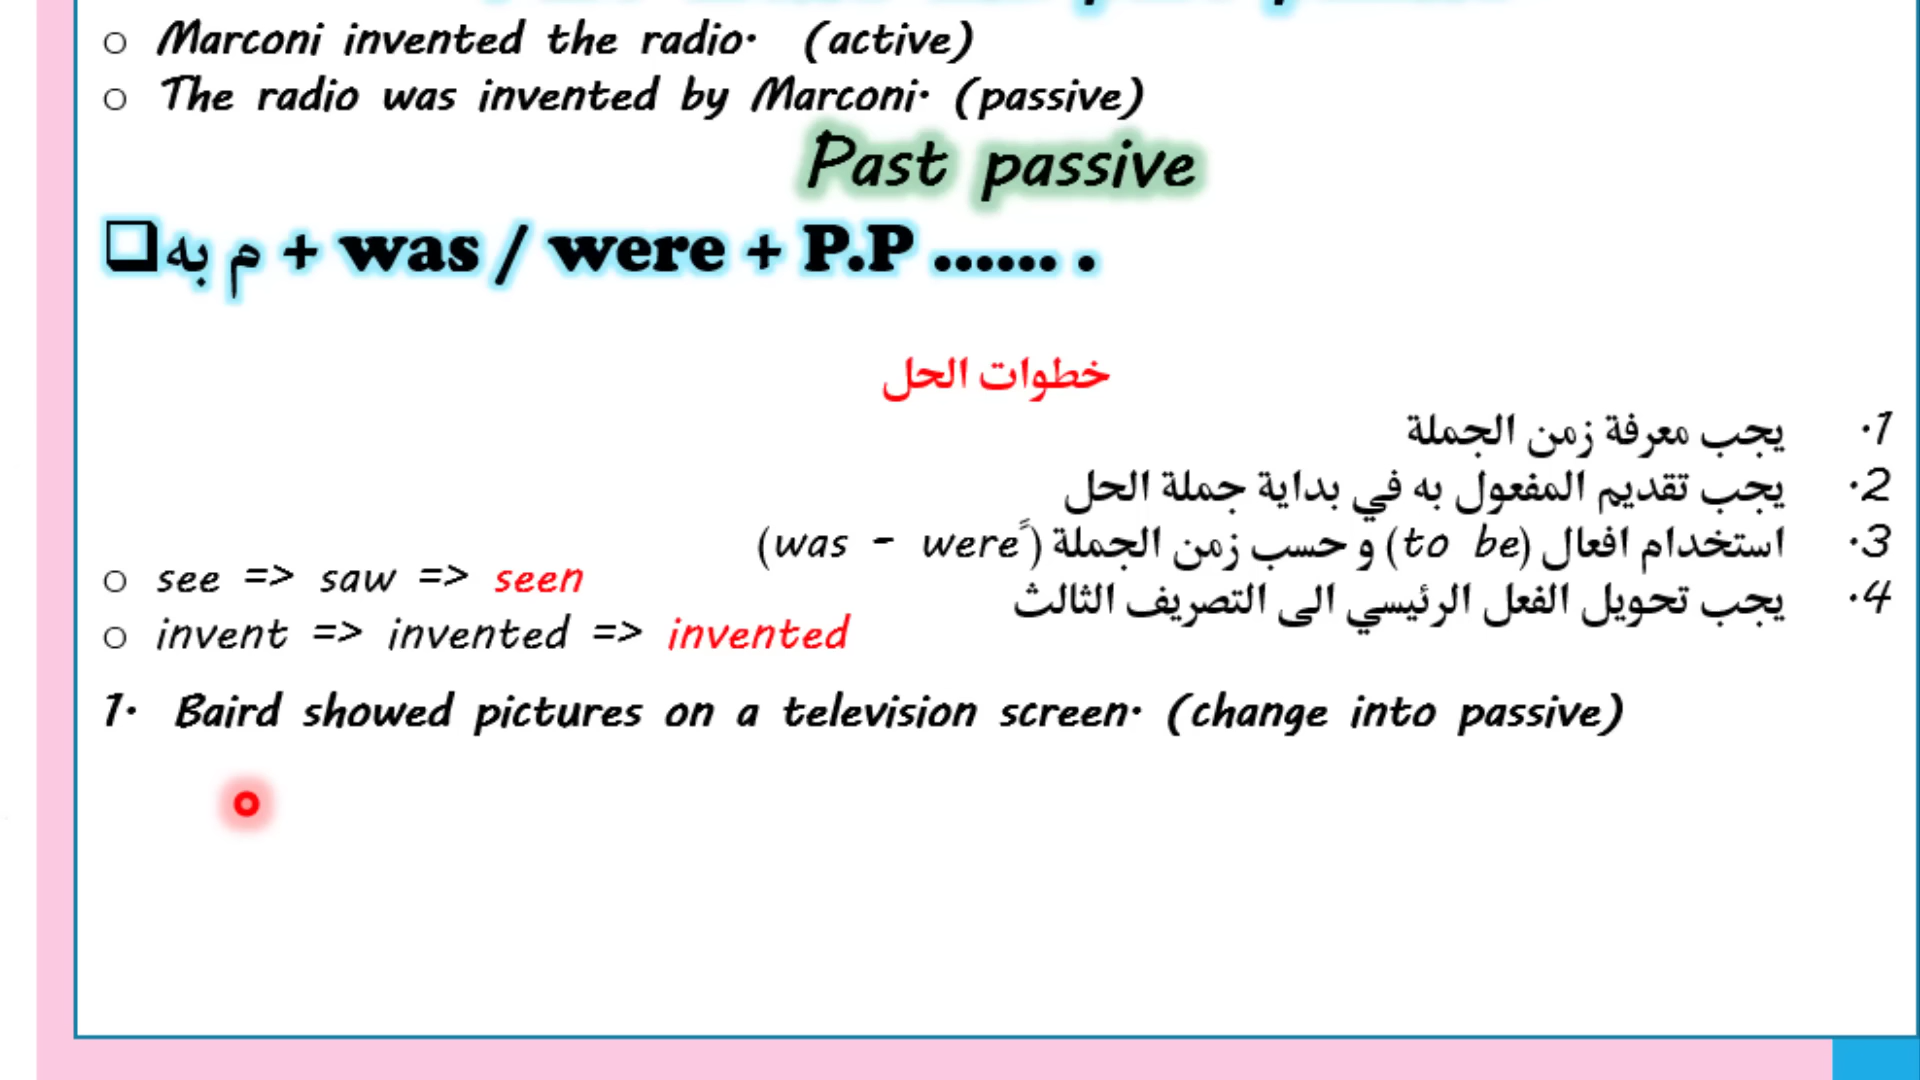 o Marconi invented the radio. (active)
o The radio was invented by Marconi. (passive)
Past passive
❑م به + was / were + P.P ...... .
خطوات الحل
1. يجب معرفة زمن الجملة
2. يجب تقديم المفعول به في بداية جملة الحل
3. استخدام افعال (to be) و حسب زمن الجملة (was - were ً)
4. يجب تحويل الفعل الرئيسي الى التصريف الثالث
o see => saw => seen
o invent => invented => invented
1. Baird showed pictures on a television screen. (change into passive)